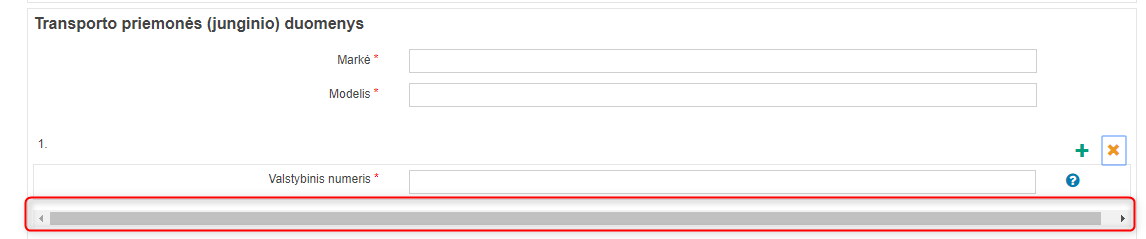 Transporto priemonės (junginio) duomenys
Markė *
Modelis *
1.
Valstybinis numeris *